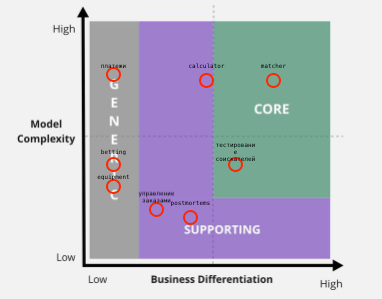 High
платежи
calculator
matcher
GENERIC
CORE
Model
Complexity
тестировани
е
соискателей
betting
equipment
управление
заказами
postmortems
SUPPORTING
Low
Low
Business Differentiation
High